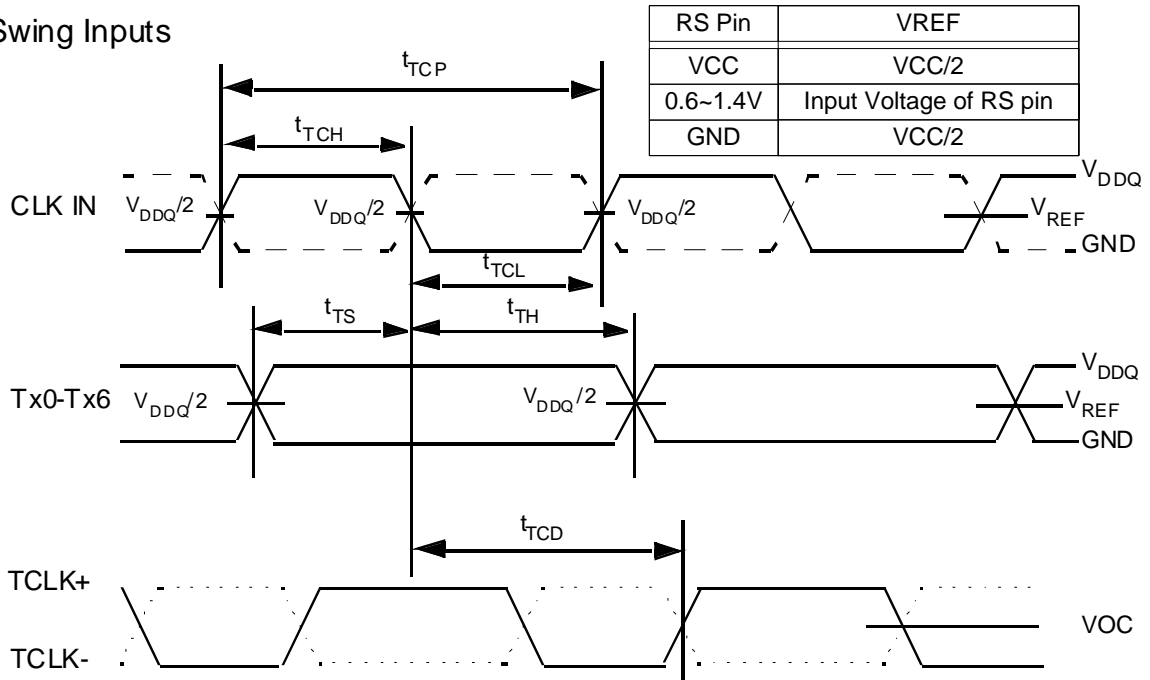 Swing Inputs
RS Pin VREF
VCC VCC/2
0.6~1.4V Input Voltage of RS pin
GND VCC/2
tTCP
tTCH
CLK IN VDDQ/2 VDDQ/2 VDDQ/2 VDDQ
VREF
GND
tTCL
tTS tTH
Tx0-Tx6 VDDQ/2 VDDQ/2 VDDQ
VREF
GND
tTCD
TCLK+
VOC
TCLK-